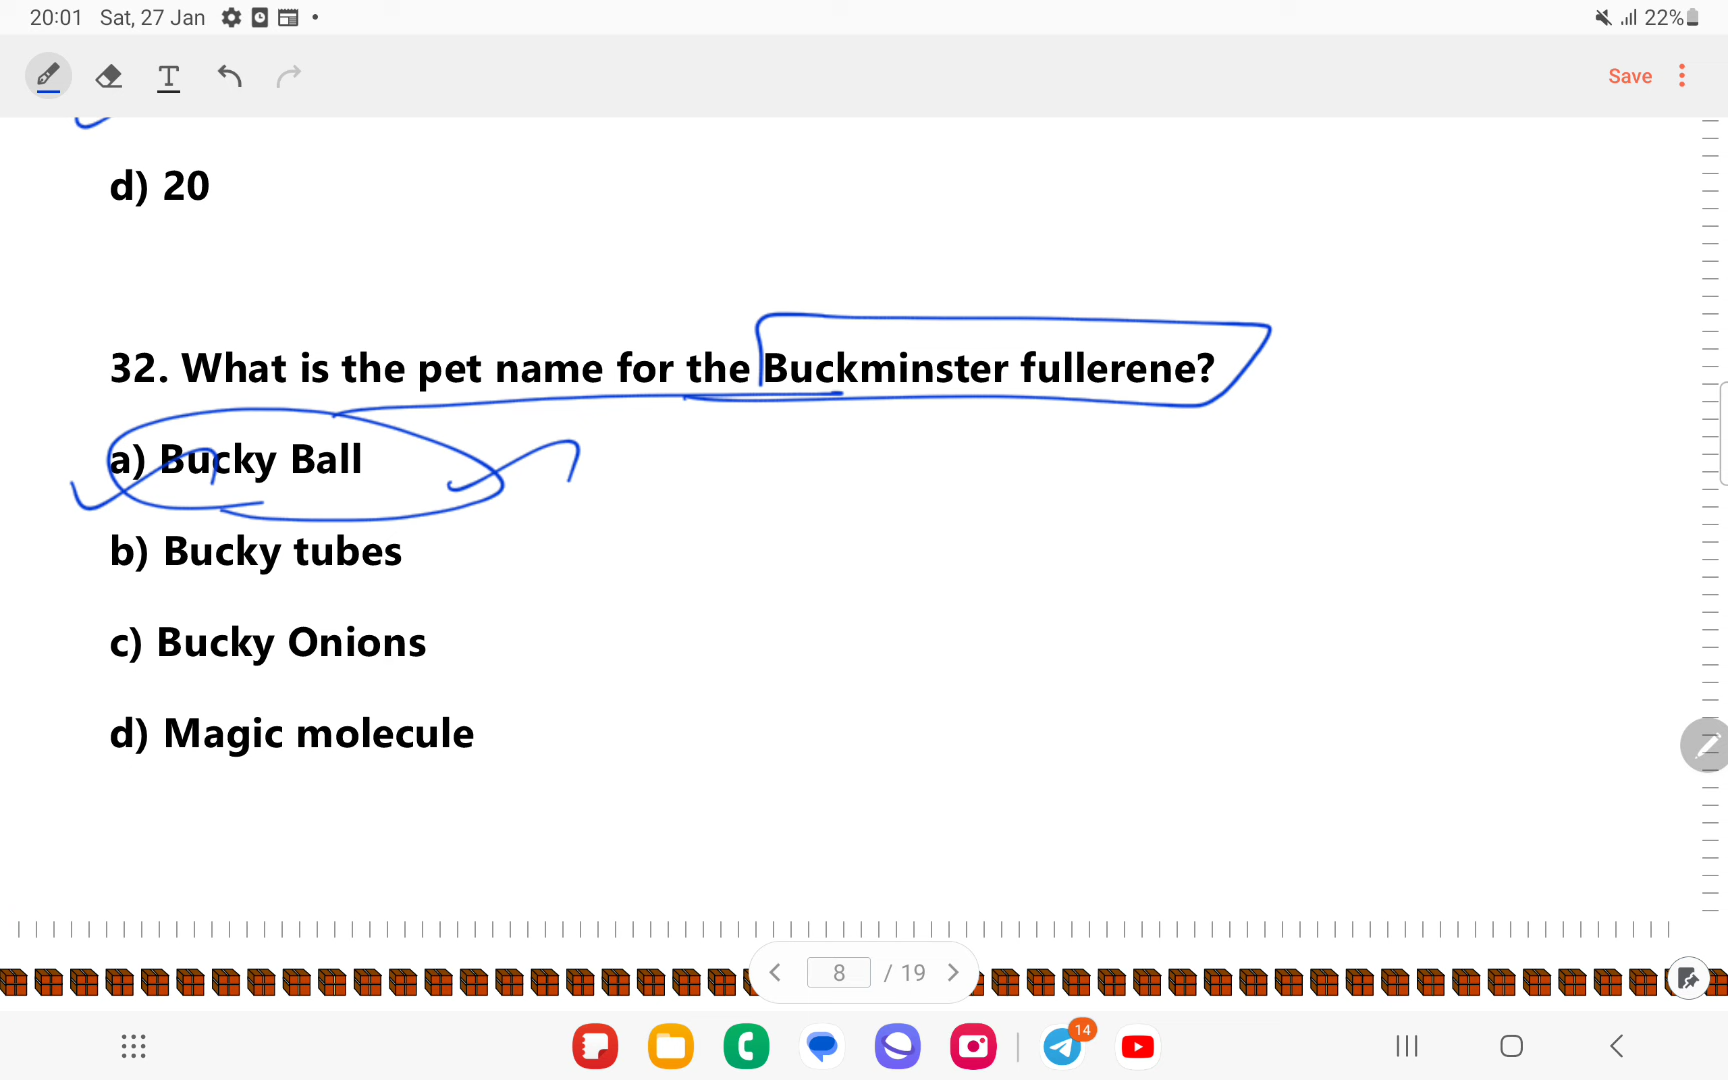 20:01 Sat, 27 Jan
22%
T
Save
d) 20
32. What is the pet name for the Buckminster fullerene?
a) Bucky Ball
b) Bucky tubes
c) Bucky Onions
d) Magic molecule
8 / 19
14